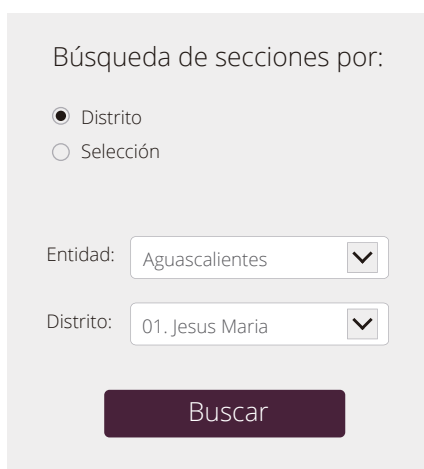 Búsqueda de secciones por:
Distrito
Selección
Entidad: Aguascalientes
Distrito: 01. Jesus Maria
Buscar